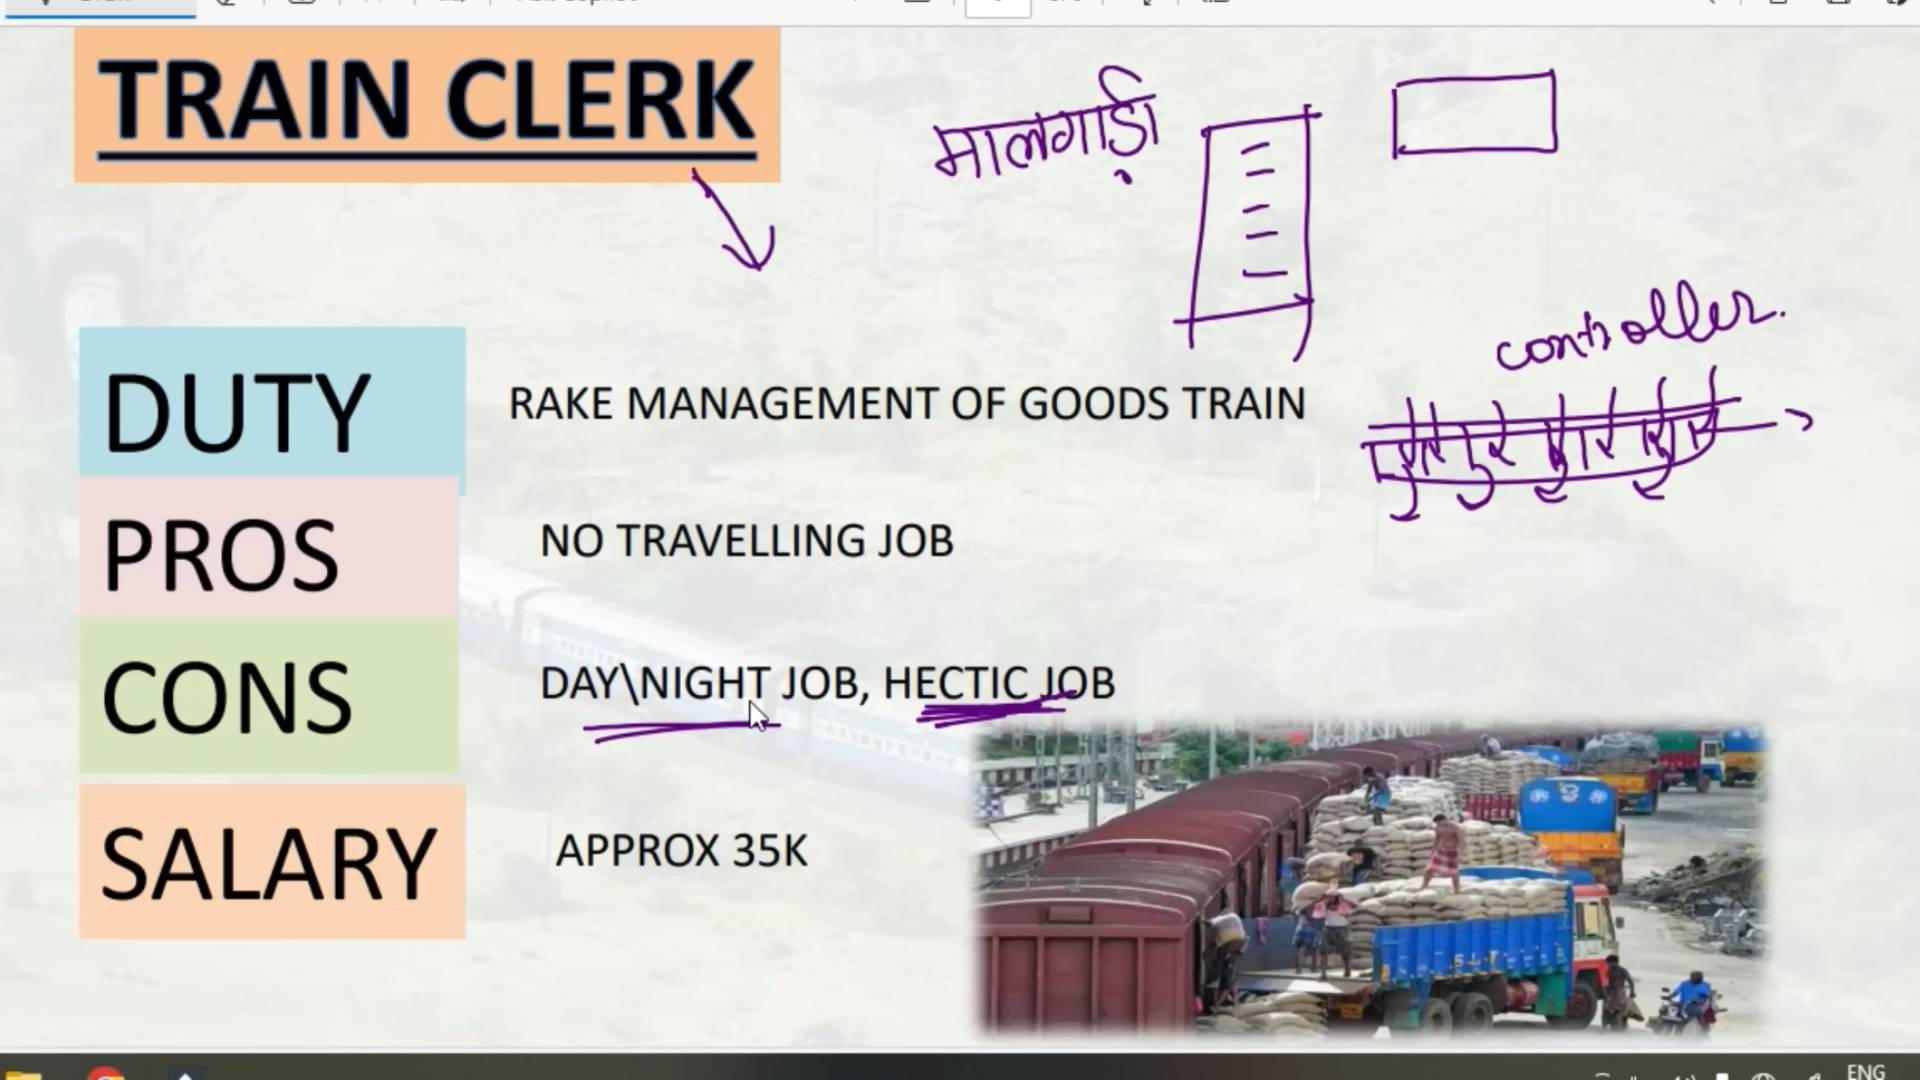 TRAIN CLERK
मालगाड़ी
controller.
DUTY
RAKE MANAGEMENT OF GOODS TRAIN
PROS
NO TRAVELLING JOB
CONS
DAY\NIGHT JOB, HECTIC JOB
SALARY
APPROX 35K
ENG